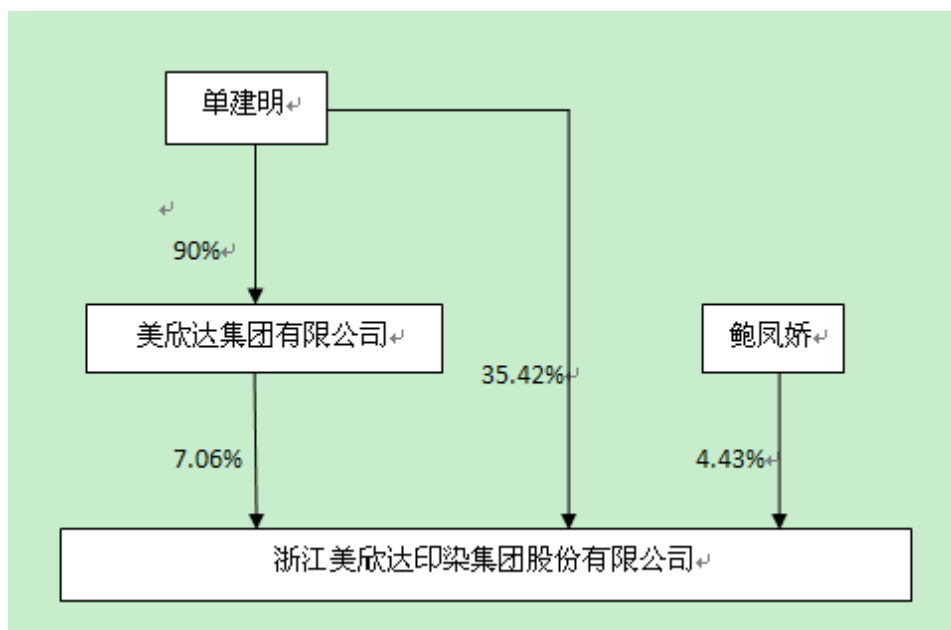 单建明
90%
美欣达集团有限公司
鲍凤娇
35.42%
7.06%
4.43%
浙江美欣达印染集团股份有限公司